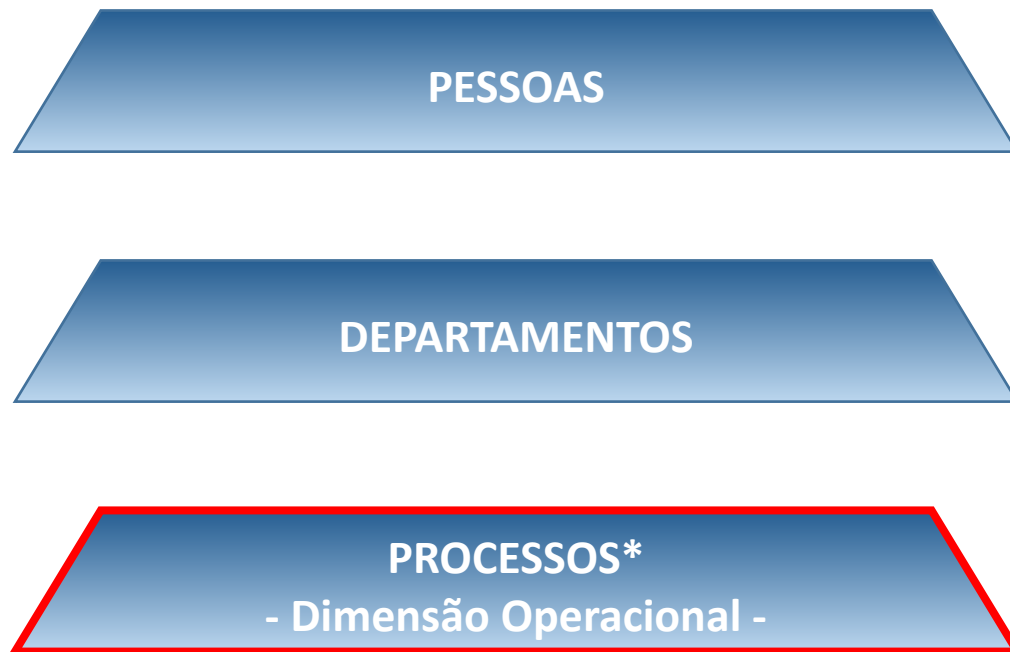 PESSOAS
DEPARTAMENTOS
PROCESSOS*
- Dimensão Operacional -